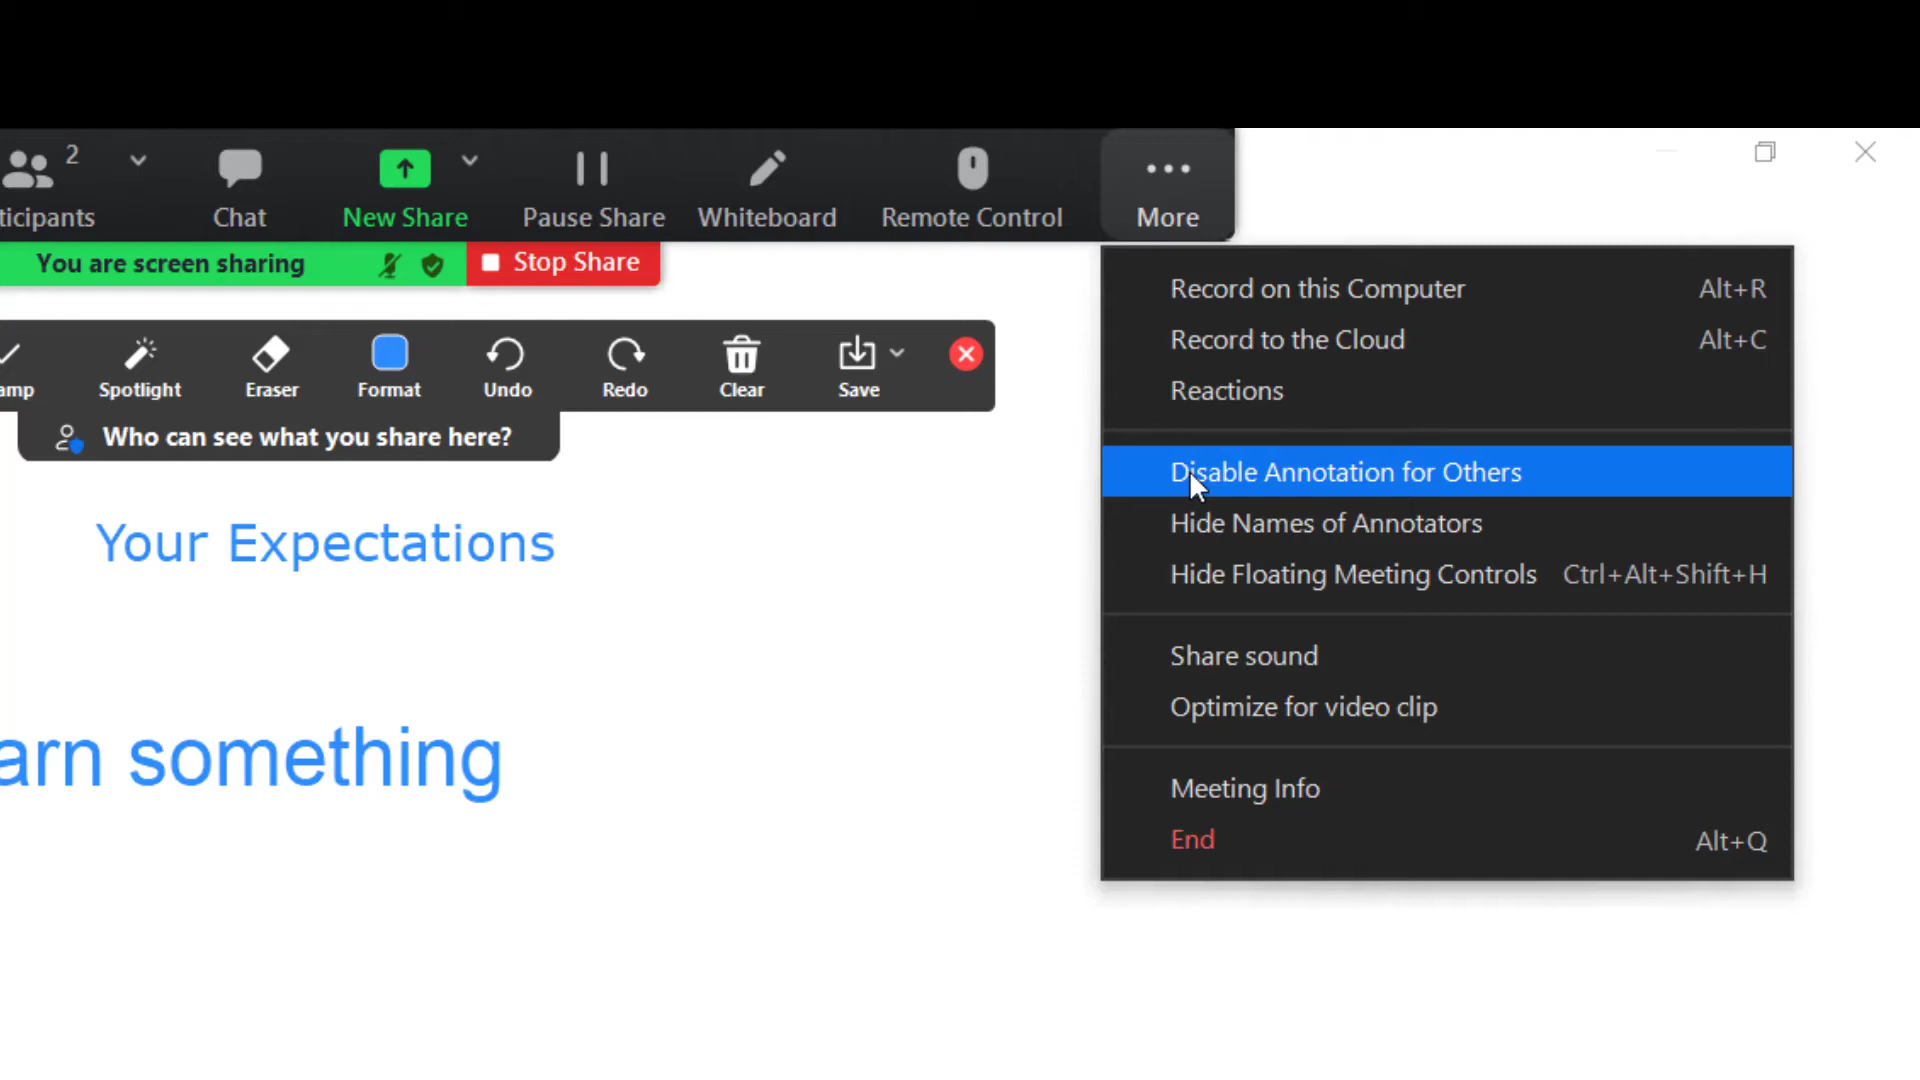 2
ticipants
Chat
New Share
Pause Share
Whiteboard
Remote Control
More
You are screen sharing
Stop Share
amp
Spotlight
Eraser
Format
Undo
Redo
Clear
Save
Who can see what you share here?
Your Expectations
arn something
Record on this Computer Alt+R
Record to the Cloud Alt+C
Reactions
Disable Annotation for Others
Hide Names of Annotators
Hide Floating Meeting Controls Ctrl+Alt+Shift+H
Share sound
Optimize for video clip
Meeting Info
End Alt+Q